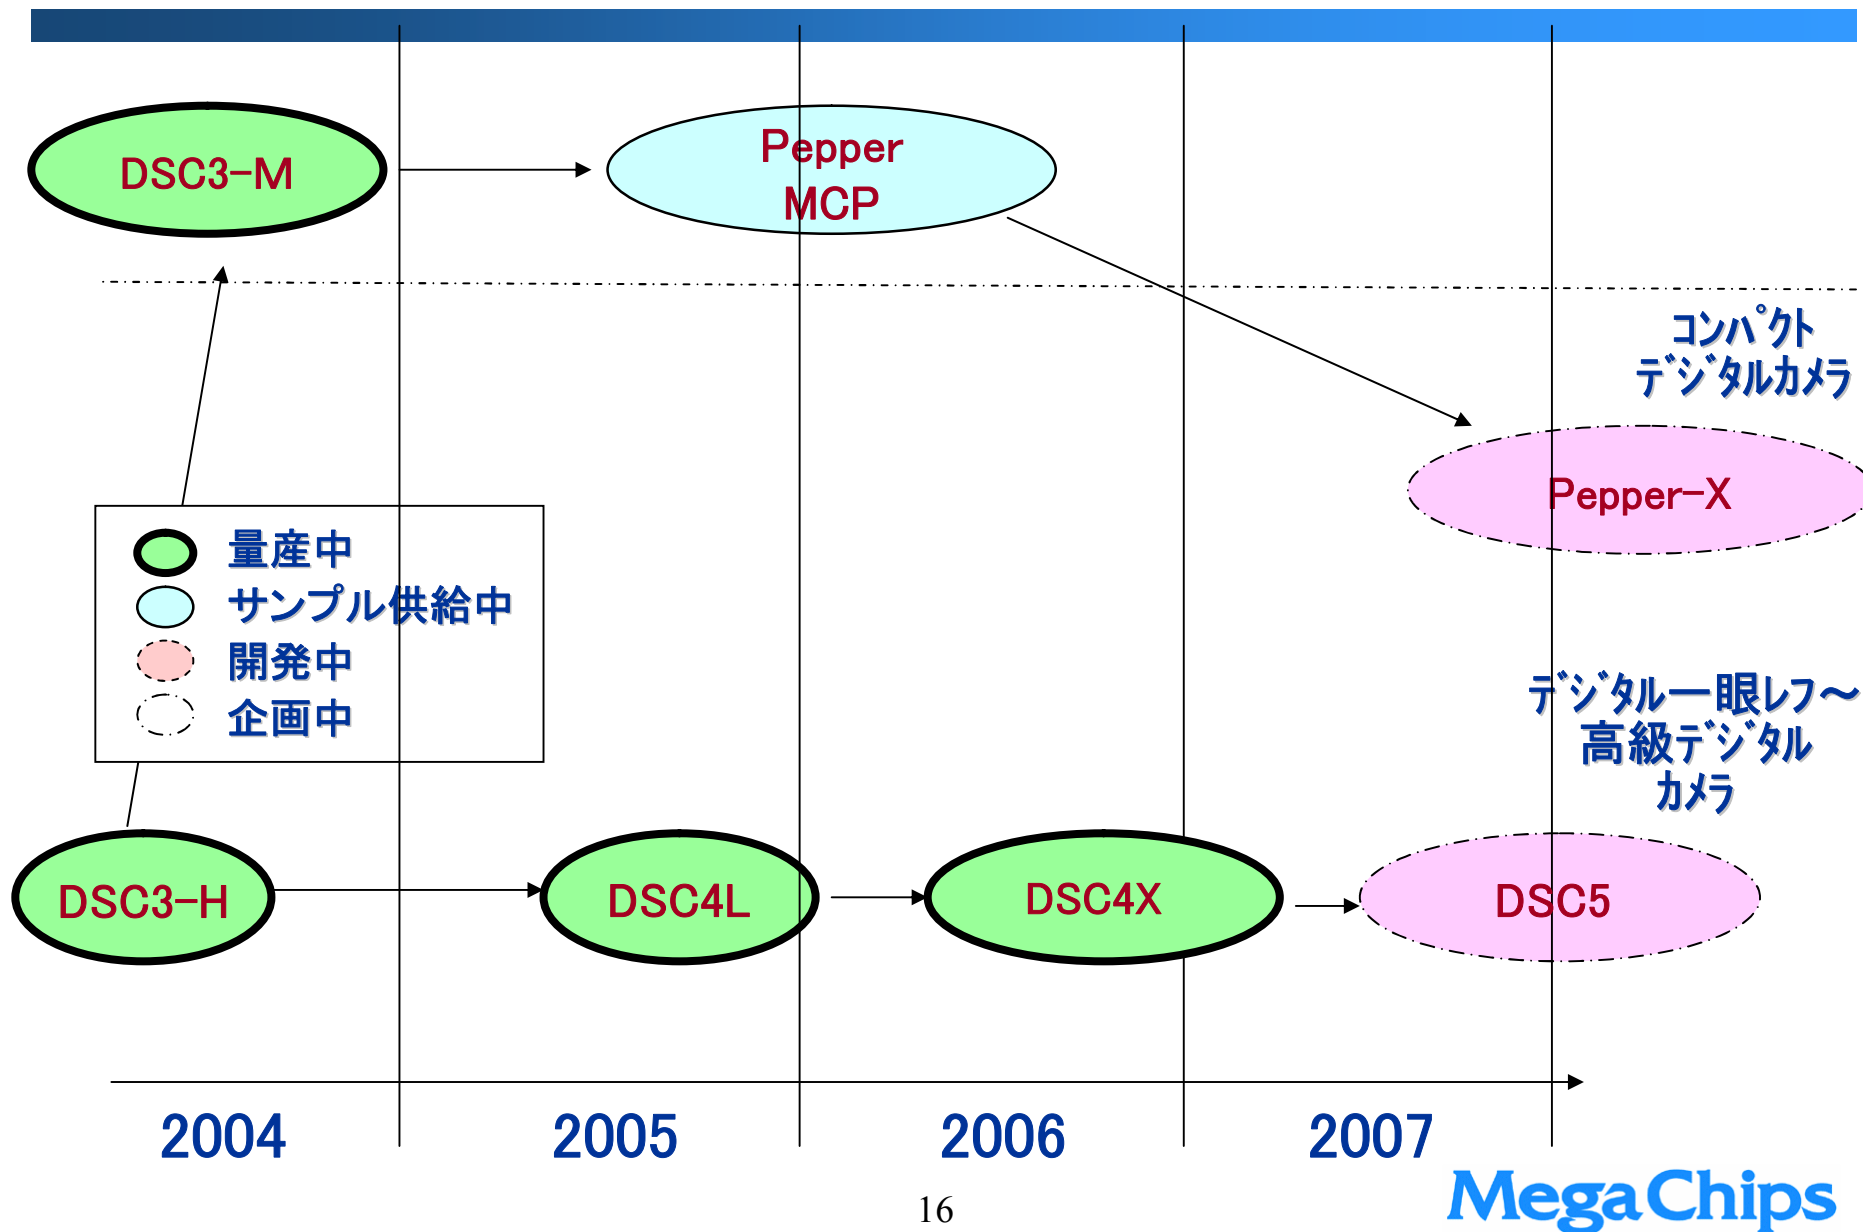 DSC3-M
Pepper
MCP
コンパクト
デジタルカメラ
Pepper-X
量産中
サンプル供給中
開発中
企画中
デジタル一眼レフ～
高級デジタル
カメラ
DSC3-H
DSC4L
DSC4X
DSC5
2004
2005
2006
2007
16
MegaChips